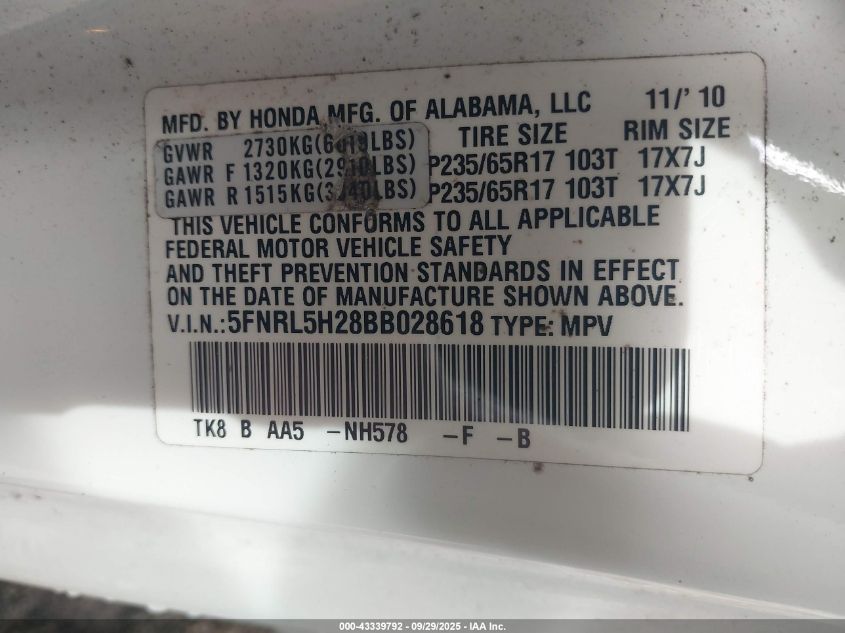 MFD. BY HONDA MFG. OF ALABAMA, LLC 11/'10
TIRE SIZE RIM SIZE
GVWR 2730KG
GAWR F 1320KG P235/65R17 103T 17X7J
GAWR R 1515KG P235/65R17 103T 17X7J
THIS VEHICLE CONFORMS TO ALL APPLICABLE
FEDERAL MOTOR VEHICLE SAFETY
AND THEFT PREVENTION STANDARDS IN EFFECT
ON THE DATE OF MANUFACTURE SHOWN ABOVE.
V.I.N.:5FNRL5H28BB028618 TYPE: MPV
TK8 B AA5 -NH578 -F -B
000-43339792 - 09/29/2025 - IAA Inc.